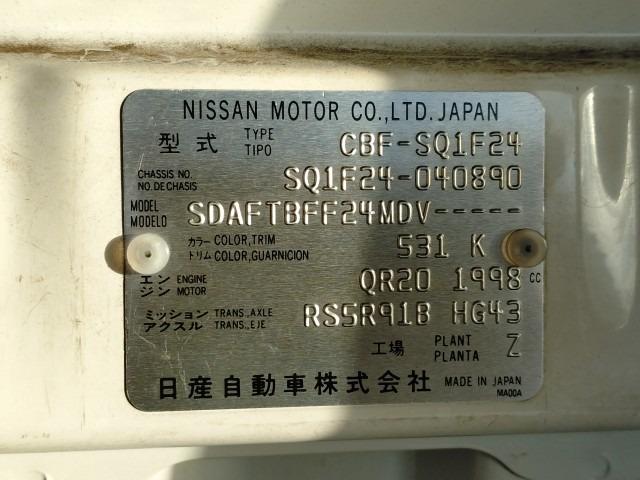 NISSAN MOTOR CO.,LTD. JAPAN
型式 TYPE TIPO CBF-SQ1F24
CHASSIS NO. NO. DE CHASIS SQ1F24-040890
MODEL MODELO SDAFTBFF24MDV-----
カラー COLOR,TRIM トリム COLOR,GUARNICION 531 K
エンジン ENGINE MOTOR QR20 1998 CC
ミッション TRANS.,AXLE アクスル TRANS.,EJE RS5R91B HG43
工場 PLANT PLANTA Z
日産自動車株式会社 MADE IN JAPAN
MA00A